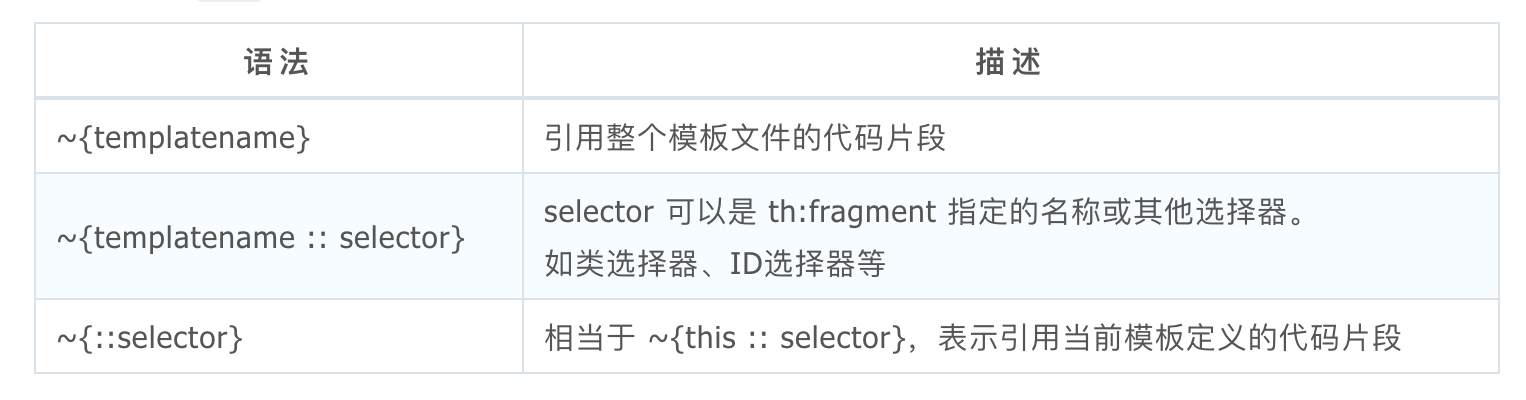 语法
描述
~{templatename}
引用整个模板文件的代码片段
~{templatename :: selector}
selector 可以是 th:fragment 指定的名称或其他选择器。
如类选择器、ID选择器等
~{::selector}
相当于 ~{this :: selector}，表示引用当前模板定义的代码片段